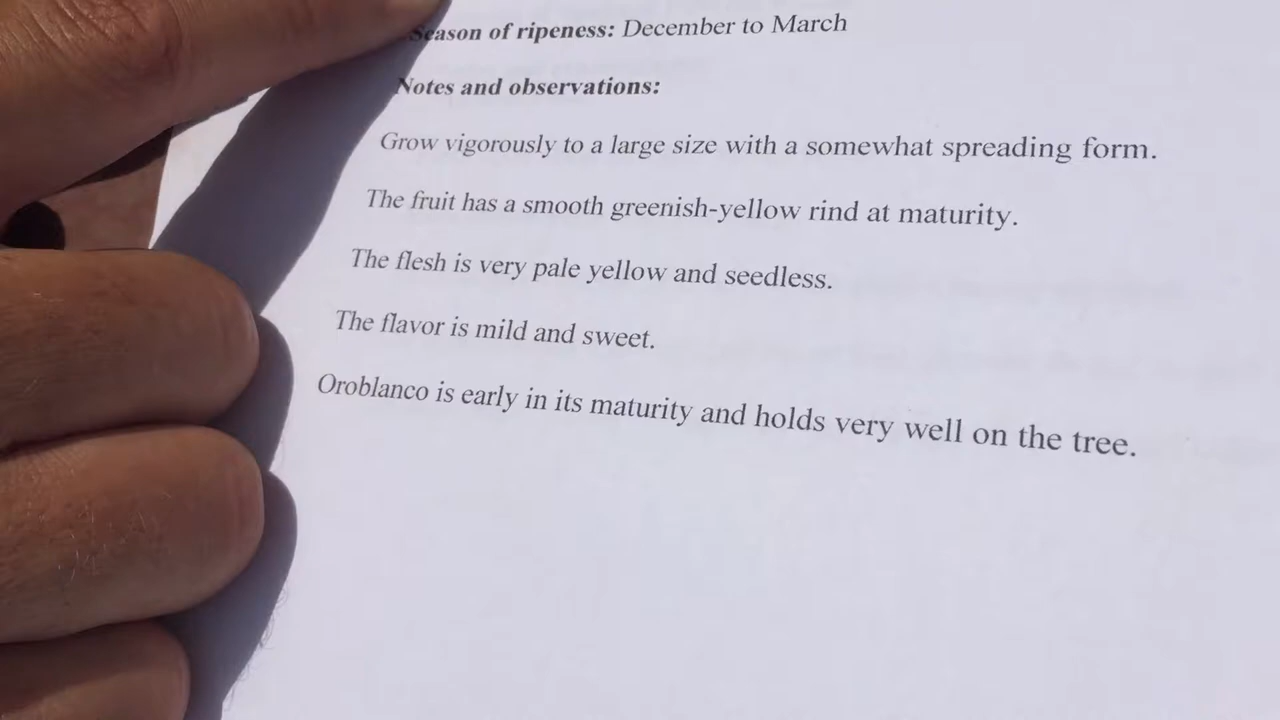 Season of ripeness: December to March
Notes and observations:
Grow vigorously to a large size with a somewhat spreading form.
The fruit has a smooth greenish-yellow rind at maturity.
The flesh is very pale yellow and seedless.
The flavor is mild and sweet.
Oroblanco is early in its maturity and holds very well on the tree.